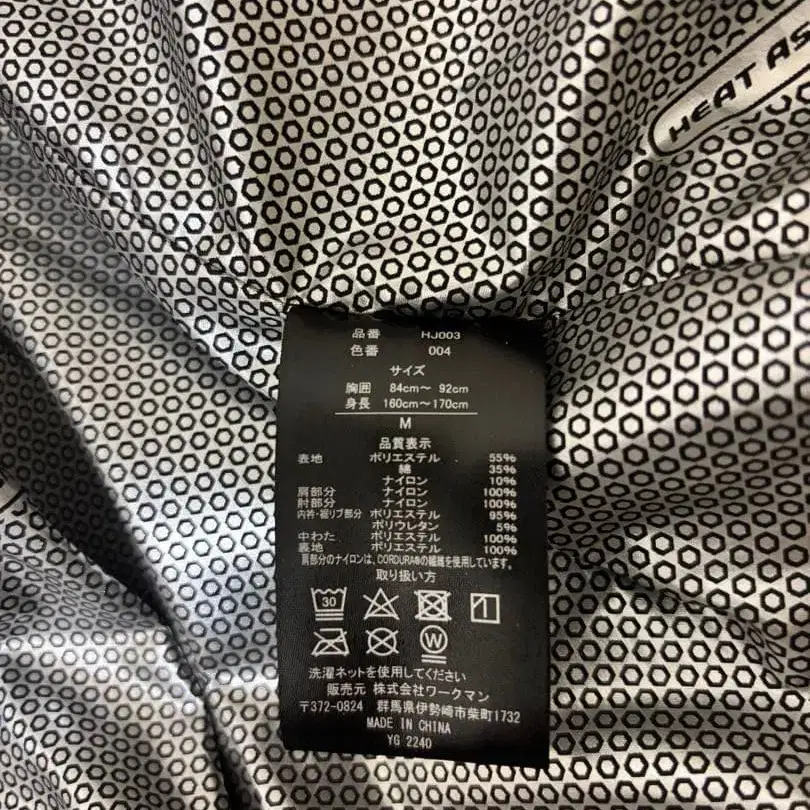 HEAT AS
品番 HJ003
色番 004
サイズ
胸囲 84cm～ 92cm
身長 160cm～170cm
M
品質表示
表地 ポリエステル 55%
綿 35%
ナイロン 10%
肩部分 ナイロン 100%
肘部分 ナイロン 100%
内衿・裾リブ部分 ポリエステル 95%
ポリウレタン 5%
中わた ポリエステル 100%
裏地 ポリエステル 100%
肩部分のナイロンは、CORDURA®の繊維を使用しています。
取り扱い方
30
W
洗濯ネットを使用してください
販売元 株式会社ワークマン
〒372-0824 群馬県伊勢崎市柴町1732
MADE IN CHINA
YG 2240